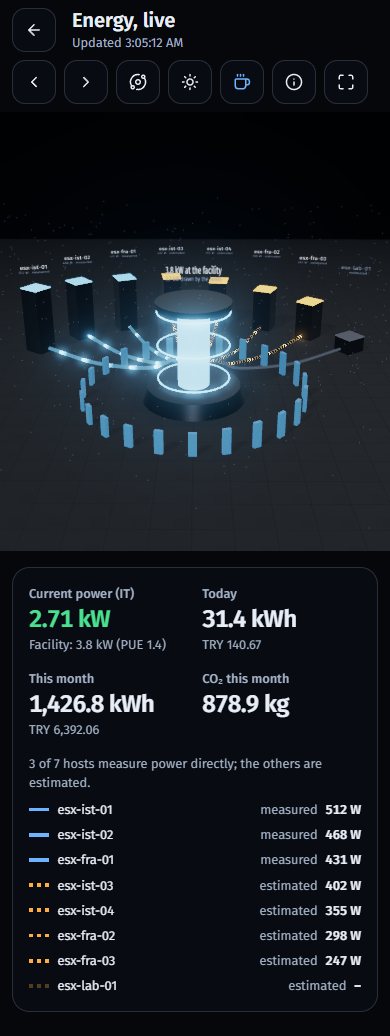 Energy, live
Updated 3:05:12 AM
esx-ist-01
esx-ist-02
esx-fra-01
esx-ist-03
esx-ist-04
esx-fra-02
esx-fra-03
esx-lab-01
3.8 kW at the facility
Current power (IT)
2.71 kW
Facility: 3.8 kW (PUE 1.4)
Today
31.4 kWh
TRY 140.67
This month
1,426.8 kWh
TRY 6,392.06
CO₂ this month
878.9 kg
3 of 7 hosts measure power directly; the others are
estimated.
esx-ist-01 measured 512 W
esx-ist-02 measured 468 W
esx-fra-01 measured 431 W
esx-ist-03 estimated 402 W
esx-ist-04 estimated 355 W
esx-fra-02 estimated 298 W
esx-fra-03 estimated 247 W
esx-lab-01 estimated –